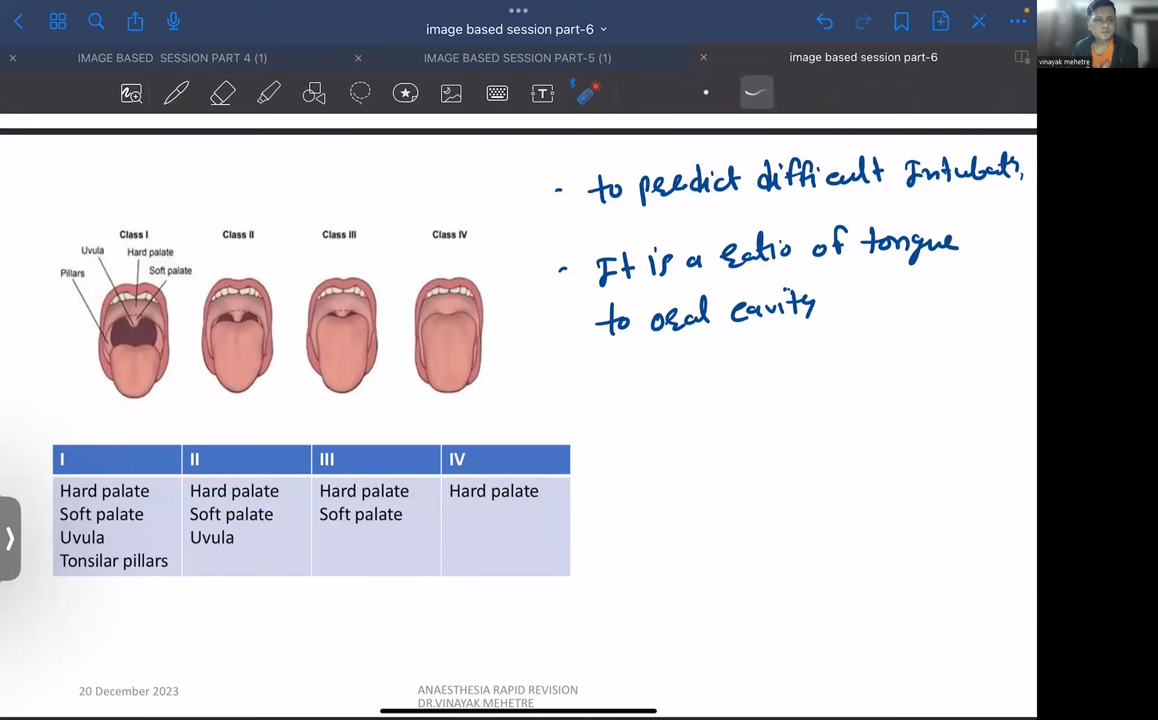 image based session part-6
vinayak mehetre
IMAGE BASED SESSION PART 4 (1)
IMAGE BASED SESSION PART-5 (1)
image based session part-6
T
- to predict difficult
- It is a ratio of tongue
to oral cavity
Class I
Class II
Class III
Class IV
Uvula
Hard palate
Pillars
Soft palate
I II III IV
Hard palate Hard palate Hard palate Hard palate
Soft palate Soft palate Soft palate
Uvula Uvula
Tonsilar pillars
20 December 2023
ANAESTHESIA RAPID REVISION
DR.VINAYAK MEHETRE